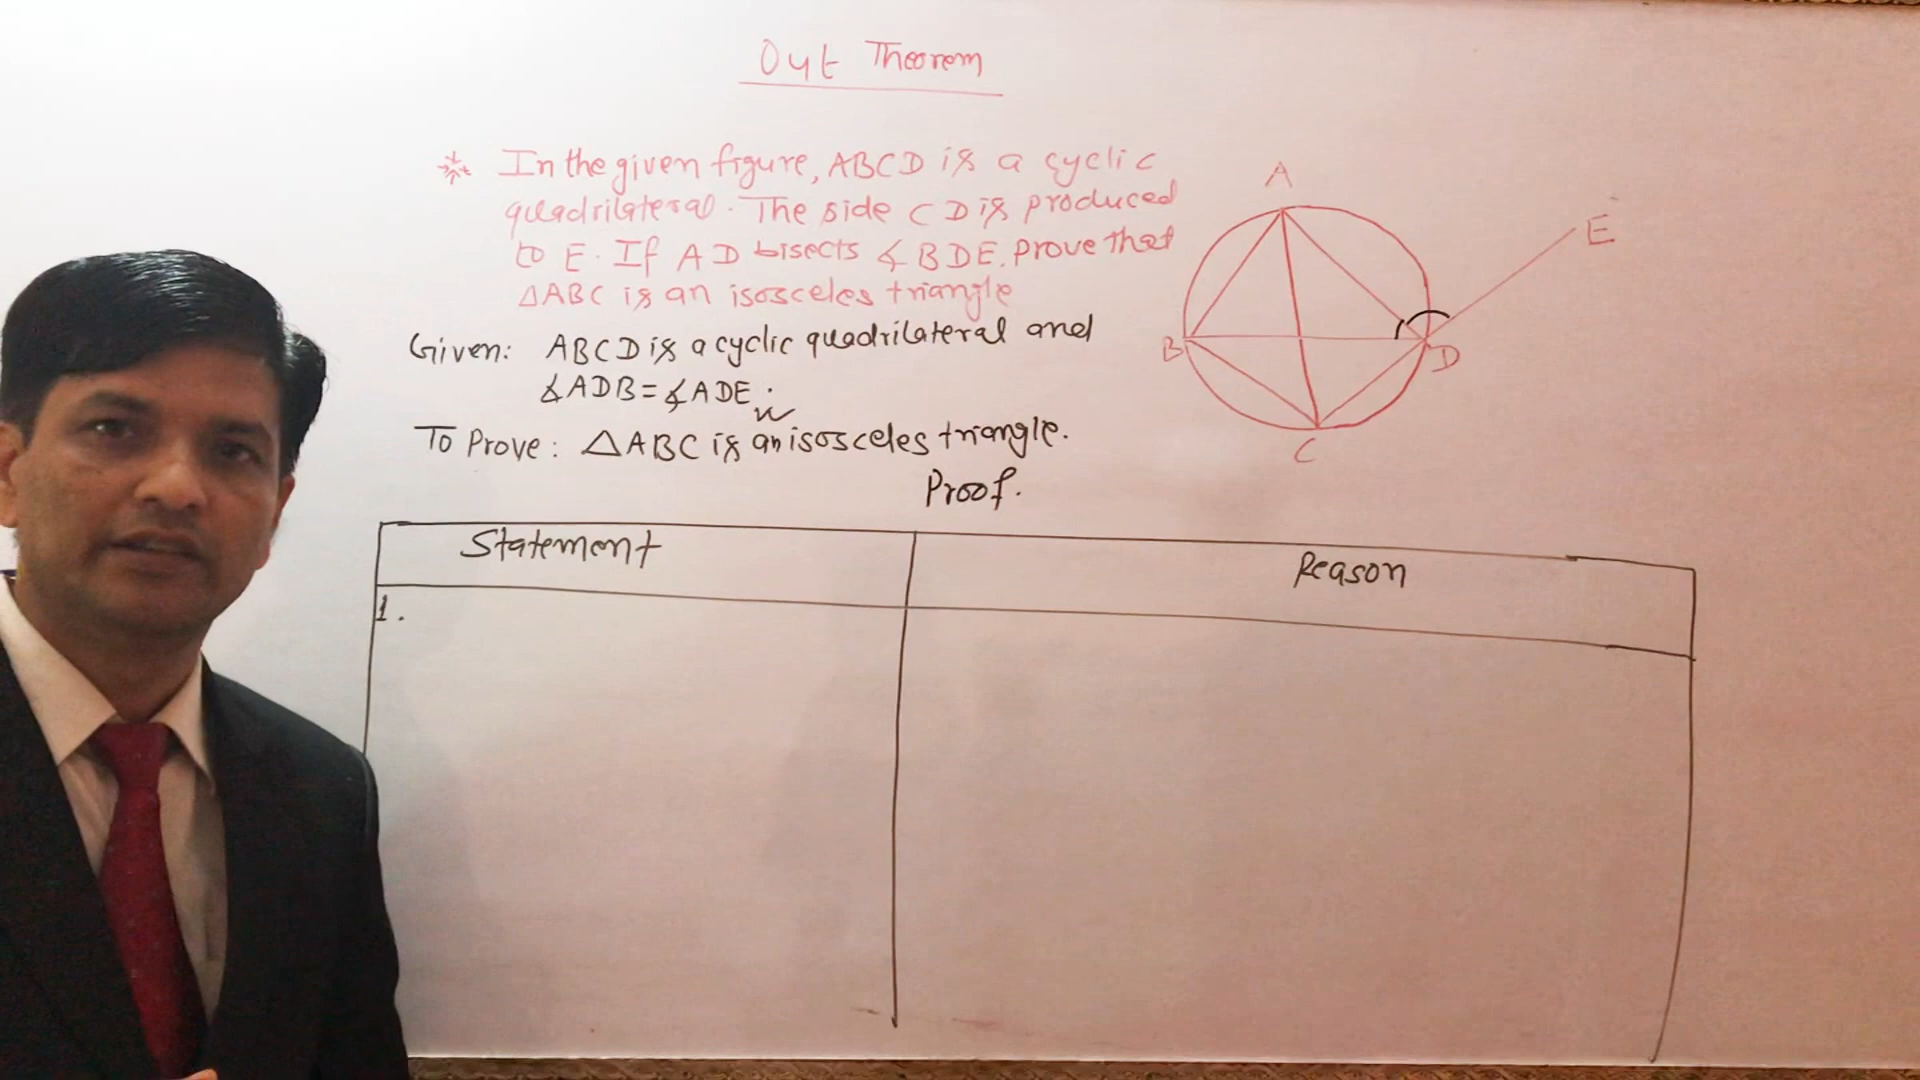 Out Theorem
* In the given figure, ABCD is a cyclic
quadrilateral. The side CD is produced
to E. If AD bisects ∡BDE, prove that
△ABC is an isosceles triangle
Given: ABCD is a cyclic quadrilateral and
∡ADB = ∡ADE.
To Prove: △ABC is an isosceles triangle.
Proof.
Statement
Reason
1.
A
E
B
D
C